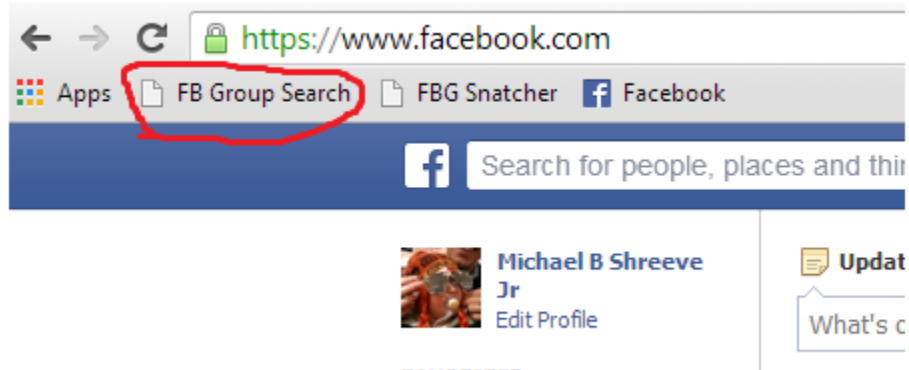 https://www.facebook.com
Apps FB Group Search FBG Snatcher Facebook
Search for people, places and thin
Michael B Shreeve
Jr
Edit Profile
Updat
What's